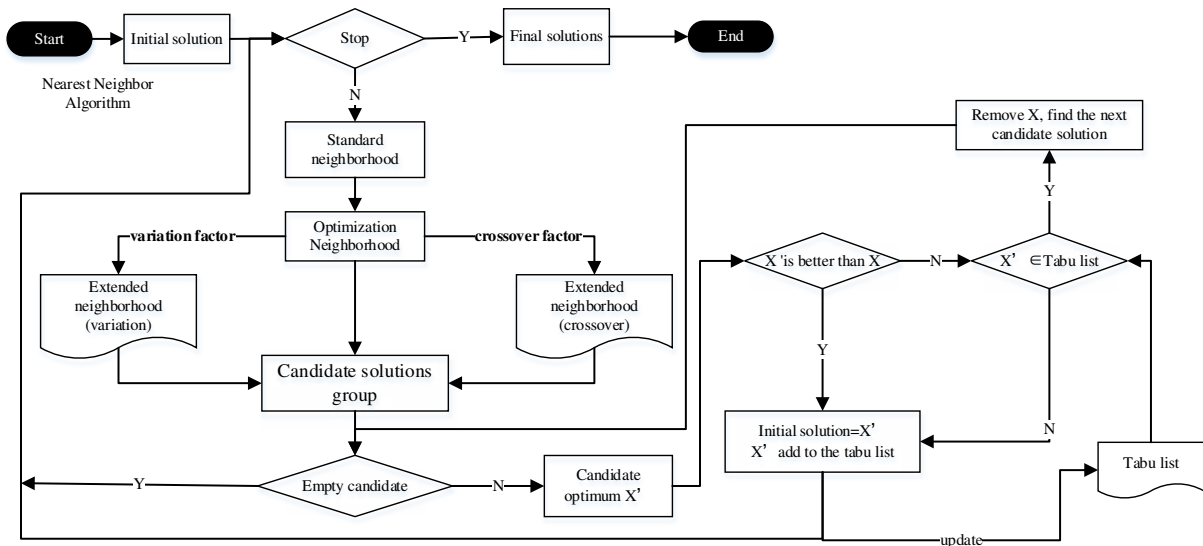 Start
Initial solution
Stop
Y
Final solutions
End
Nearest Neighbor
Algorithm
N
Standard
neighborhood
Remove X, find the next
candidate solution
Y
variation factor
Optimization
Neighborhood
crossover factor
Extended
neighborhood
(variation)
Extended
neighborhood
(crossover)
X 'is better than X
N
X' ∈Tabu list
Y
N
Candidate solutions
group
Initial solution=X'
X' add to the tabu list
Tabu list
Y
Empty candidate
N
Candidate
optimum X'
update